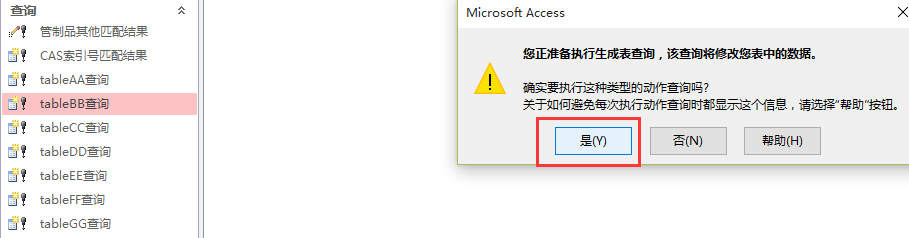 查询
管制品其他匹配结果
CAS索引号匹配结果
tableAA查询
tableBB查询
tableCC查询
tableDD查询
tableEE查询
tableFF查询
tableGG查询
Microsoft Access
您正准备执行生成表查询，该查询将修改您表中的数据。
确实要执行这种类型的动作查询吗?
关于如何避免每次执行动作查询时都显示这个信息，请选择“帮助”按钮。
是(Y) 否(N) 帮助(H)